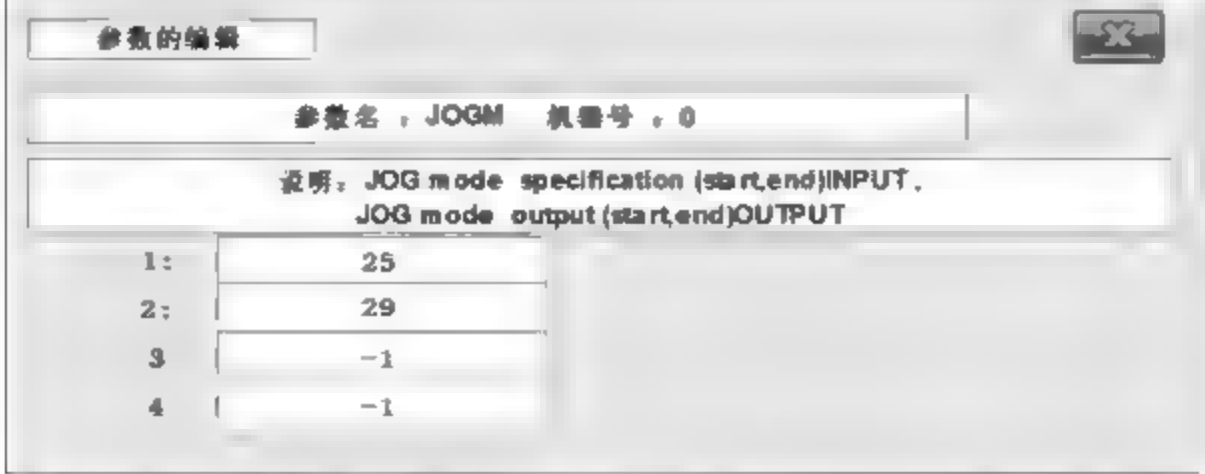 参数的编辑
X
参数名：JOGM 机器号：0
说明：JOG mode specification (start,end)INPUT,
JOG mode output (start,end)OUTPUT
1: 25
2: 29
3 -1
4 -1